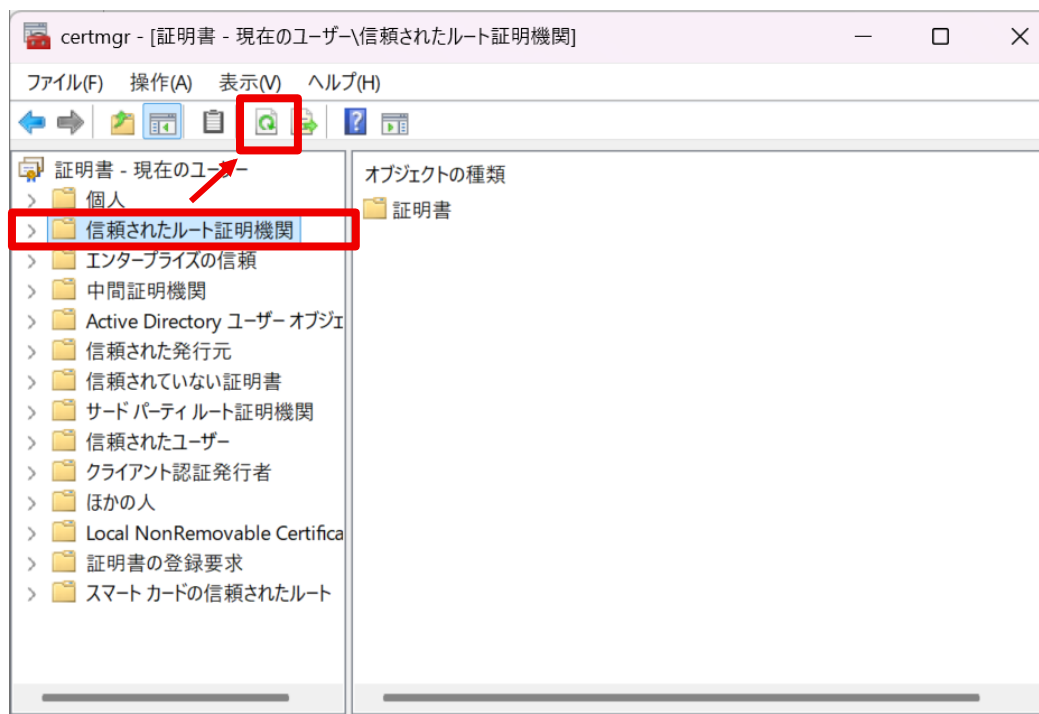 certmgr - [証明書 - 現在のユーザー\信頼されたルート証明機関]
ファイル(F) 操作(A) 表示(V) ヘルプ(H)
証明書 - 現在のユーザー
個人
信頼されたルート証明機関
エンタープライズの信頼
中間証明機関
Active Directory ユーザー オブジェ
信頼された発行元
信頼されていない証明書
サード パーティ ルート証明機関
信頼されたユーザー
クライアント認証発行者
ほかの人
Local NonRemovable Certifica
証明書の登録要求
スマート カードの信頼されたルート
オブジェクトの種類
証明書